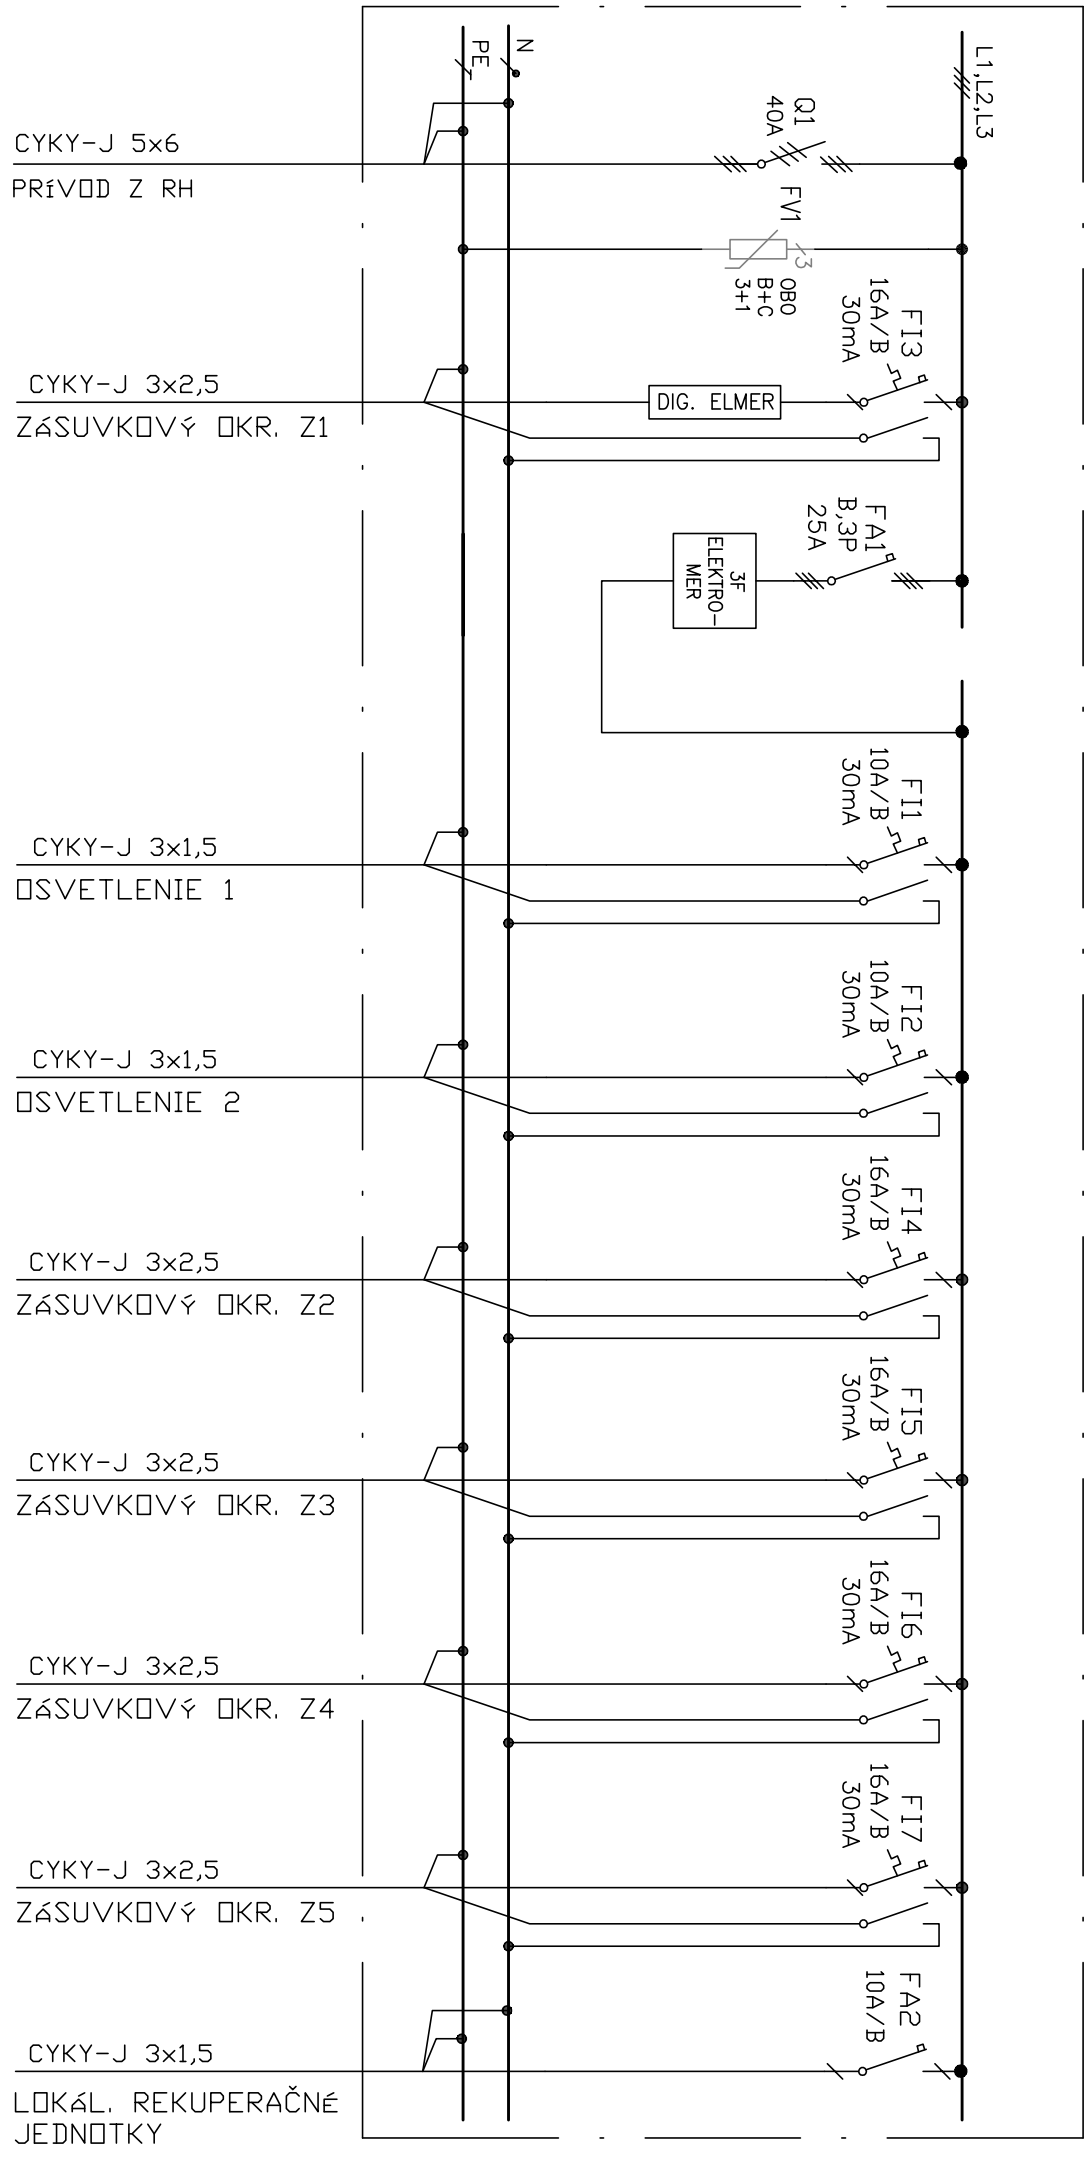 PE
N
L1,L2,L3
CYKY-J 5x6
PRíVOD Z RH
Q1
40A
FV1
3
OBO
B+C
3+1
CYKY-J 3x2,5
ZáSUVKOVÝ OKR. Z1
DIG. ELMER
FI3
16A/B
30mA
FA1
B,3P
25A
3F
ELEKTRO-
MER
CYKY-J 3x1,5
OSVETLENIE 1
FI1
10A/B
30mA
CYKY-J 3x1,5
OSVETLENIE 2
FI2
10A/B
30mA
CYKY-J 3x2,5
ZáSUVKOVÝ OKR. Z2
FI4
16A/B
30mA
CYKY-J 3x2,5
ZáSUVKOVÝ OKR. Z3
FI5
16A/B
30mA
CYKY-J 3x2,5
ZáSUVKOVÝ OKR. Z4
FI6
16A/B
30mA
CYKY-J 3x2,5
ZáSUVKOVÝ OKR. Z5
FI7
16A/B
30mA
CYKY-J 3x1,5
LOKáL. REKUPERAČNé
JEDNOTKY
FA2
10A/B